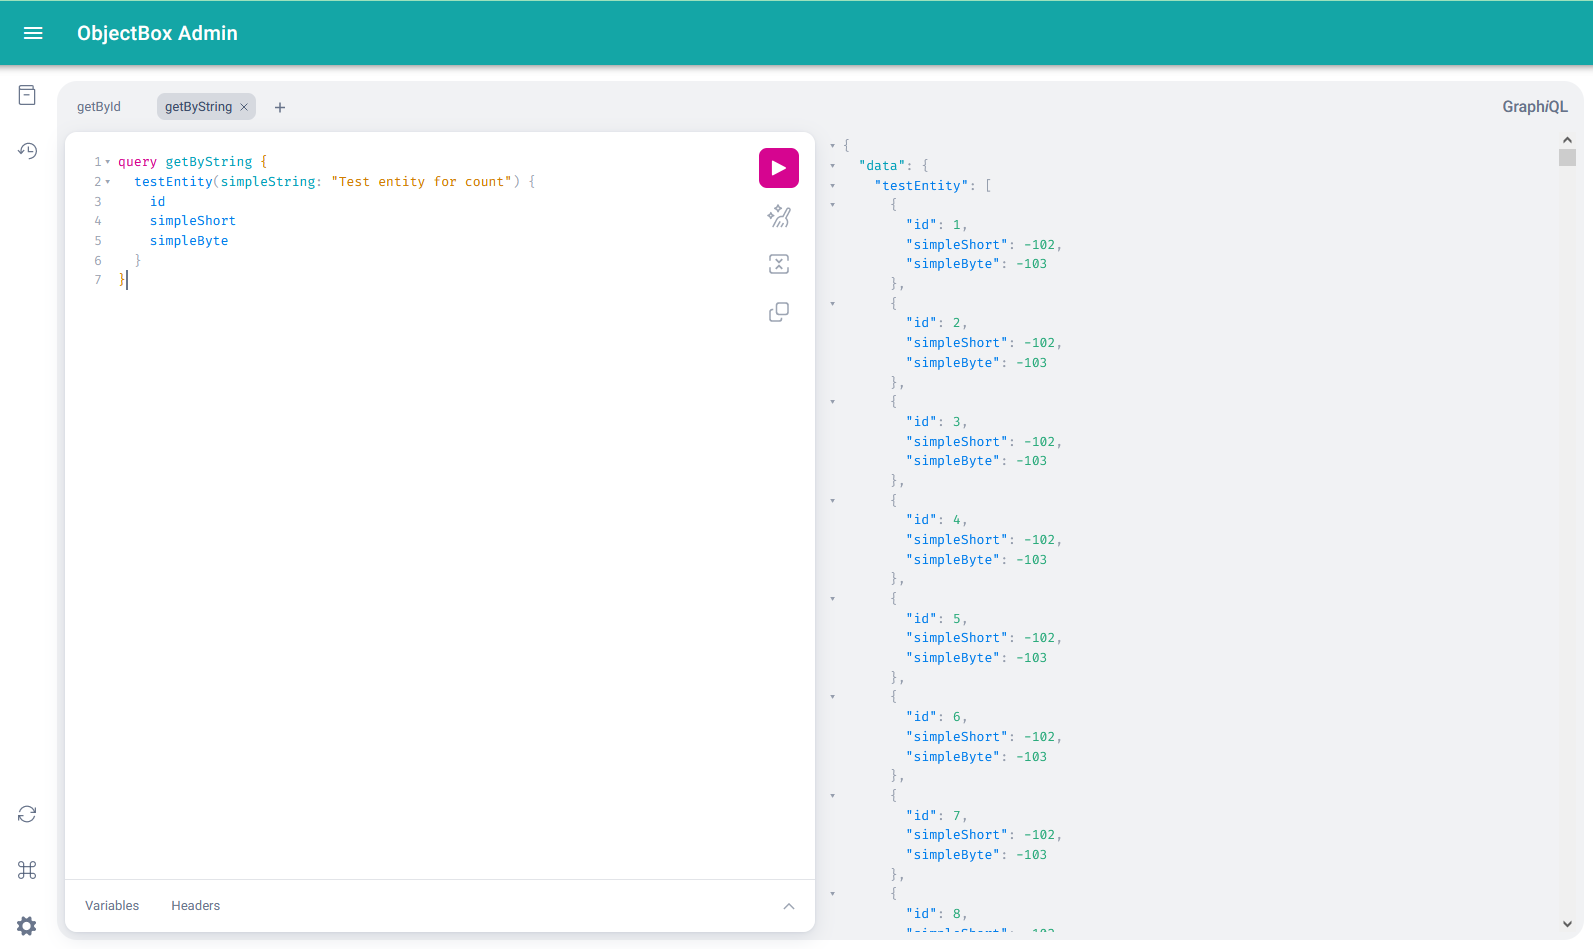 ObjectBox Admin
getById
getByString
GraphiQL
1 query getByString {
2 testEntity(simpleString: "Test entity for count") {
3 id
4 simpleShort
5 simpleByte
6 }
7 }
Variables
Headers
{
"data": {
"testEntity": [
{
"id": 1,
"simpleShort": -102,
"simpleByte": -103
},
{
"id": 2,
"simpleShort": -102,
"simpleByte": -103
},
{
"id": 3,
"simpleShort": -102,
"simpleByte": -103
},
{
"id": 4,
"simpleShort": -102,
"simpleByte": -103
},
{
"id": 5,
"simpleShort": -102,
"simpleByte": -103
},
{
"id": 6,
"simpleShort": -102,
"simpleByte": -103
},
{
"id": 7,
"simpleShort": -102,
"simpleByte": -103
},
{
"id": 8,
"simpleShort": -102